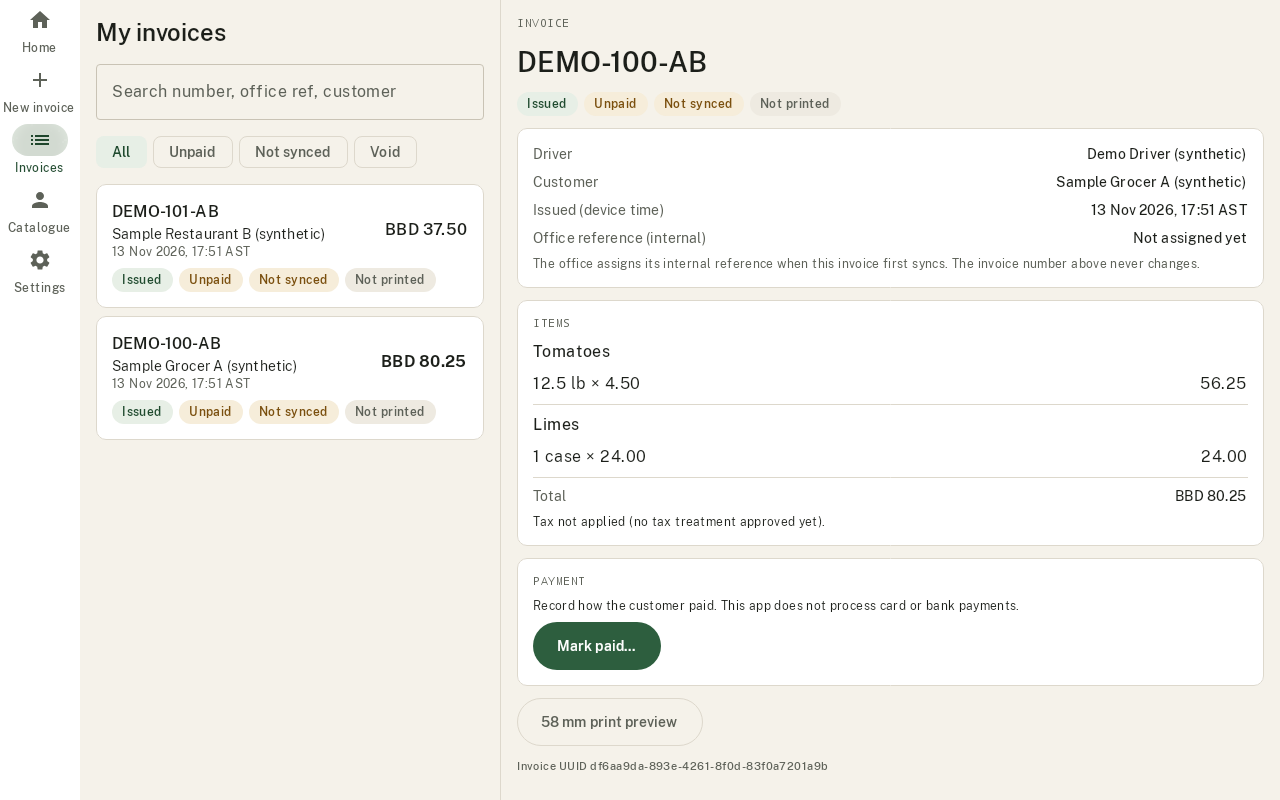 Home
New invoice
Invoices
Catalogue
Settings
My invoices
Search number, office ref, customer
All
Unpaid
Not synced
Void
DEMO-101-AB
Sample Restaurant B (synthetic)
BBD 37.50
13 Nov 2026, 17:51 AST
Issued
Unpaid
Not synced
Not printed
DEMO-100-AB
Sample Grocer A (synthetic)
BBD 80.25
13 Nov 2026, 17:51 AST
Issued
Unpaid
Not synced
Not printed
INVOICE
DEMO-100-AB
Issued
Unpaid
Not synced
Not printed
Driver Demo Driver (synthetic)
Customer Sample Grocer A (synthetic)
Issued (device time) 13 Nov 2026, 17:51 AST
Office reference (internal) Not assigned yet
The office assigns its internal reference when this invoice first syncs. The invoice number above never changes.
ITEMS
Tomatoes
12.5 lb × 4.50 56.25
Limes
1 case × 24.00 24.00
Total BBD 80.25
Tax not applied (no tax treatment approved yet).
PAYMENT
Record how the customer paid. This app does not process card or bank payments.
Mark paid…
58 mm print preview
Invoice UUID df6aa9da-893e-4261-8f0d-83f0a7201a9b